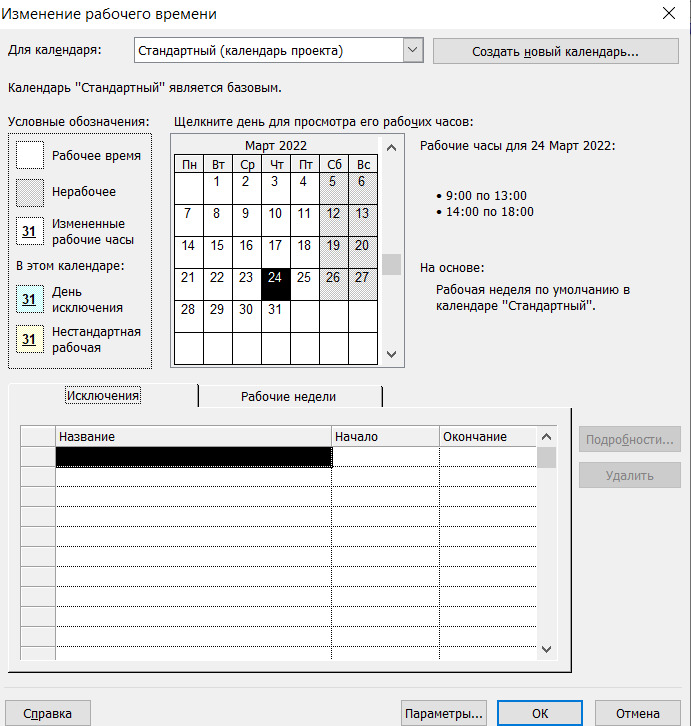 Изменение рабочего времени
Для календаря:
Стандартный (календарь проекта)
Создать новый календарь...
Календарь "Стандартный" является базовым.
Условные обозначения:
Рабочее время
Нерабочее
31
Измененные
рабочие часы
В этом календаре:
31
День
исключения
31
Нестандартная
рабочая
Щелкните день для просмотра его рабочих часов:
Март 2022
Пн Вт Ср Чт Пт Сб Вс
1 2 3 4 5 6
7 8 9 10 11 12 13
14 15 16 17 18 19 20
21 22 23 24 25 26 27
28 29 30 31
Рабочие часы для 24 Март 2022:
• 9:00 по 13:00
• 14:00 по 18:00
На основе:
Рабочая неделя по умолчанию в
календаре "Стандартный".
Исключения
Рабочие недели
Название Начало Окончание
Подробности...
Удалить
Справка
Параметры...
ОК
Отмена